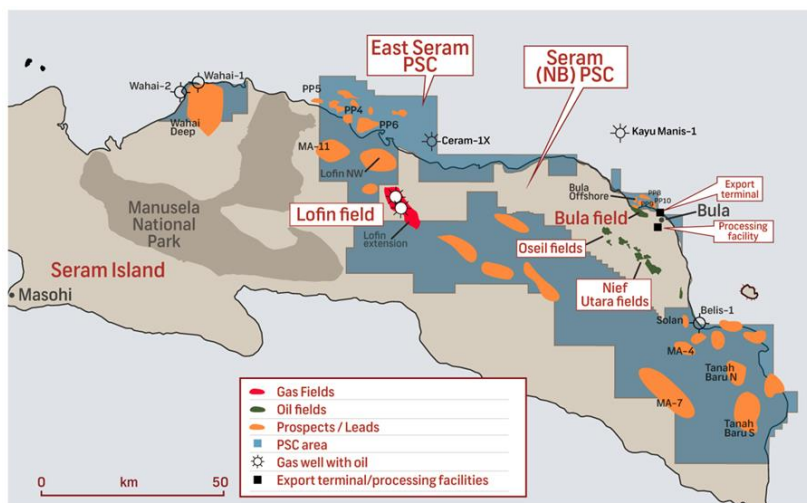 East Seram
PSC
Seram
(NB) PSC
Wahai-2
Wahai-1
Wahai
Deep
PP5
PP4
PP6
MA-11
Lofin NW
Ceram-1X
Kayu Manis-1
Manusela
National
Park
Lofin field
Lofin
extension
Bula
Offshore
PP8
PP10
Export
terminal
Bula field
Bula
Processing
facility
Oseil fields
Nief
Utara fields
Seram Island
Masohi
Solan
Belis-1
MA-4
Tanah
Baru N
MA-7
Tanah
Baru S
Gas Fields
Oil fields
Prospects / Leads
PSC area
Gas well with oil
Export terminal/processing facilities
0 km 50